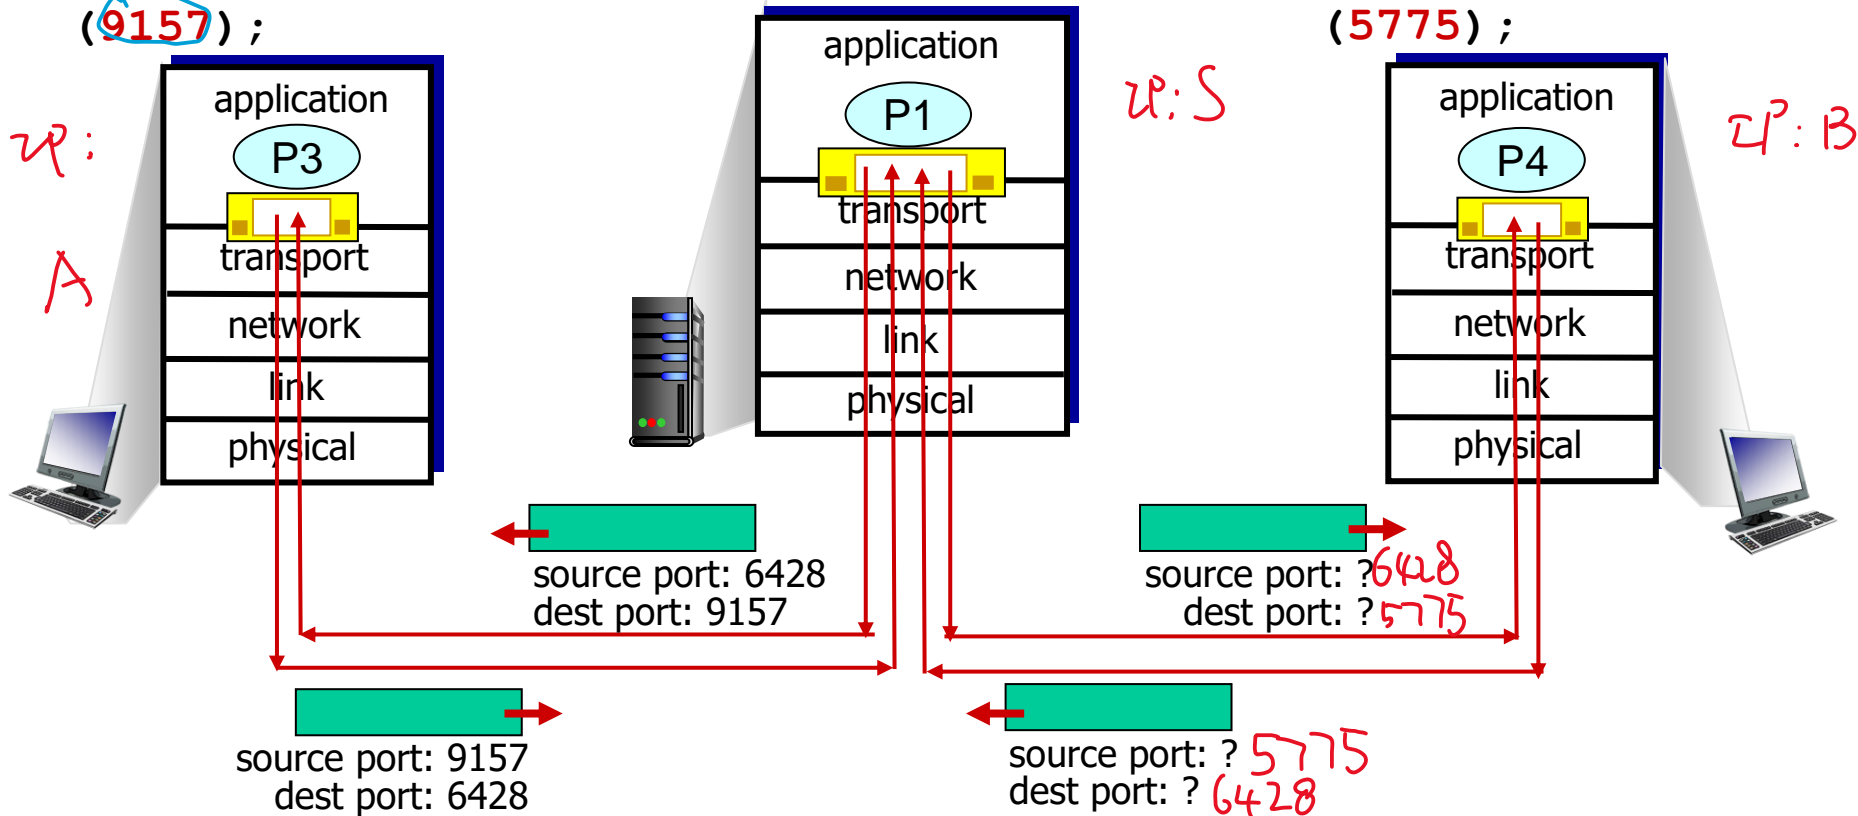 (9157);
application
P3
transport
network
link
physical
IP:
A
application
P1
transport
network
link
physical
IP: S
(5775);
application
P4
transport
network
link
physical
IP: B
source port: 6428
dest port: 9157
source port: ? 6428
dest port: ? 5775
source port: 9157
dest port: 6428
source port: ? 5775
dest port: ? 6428